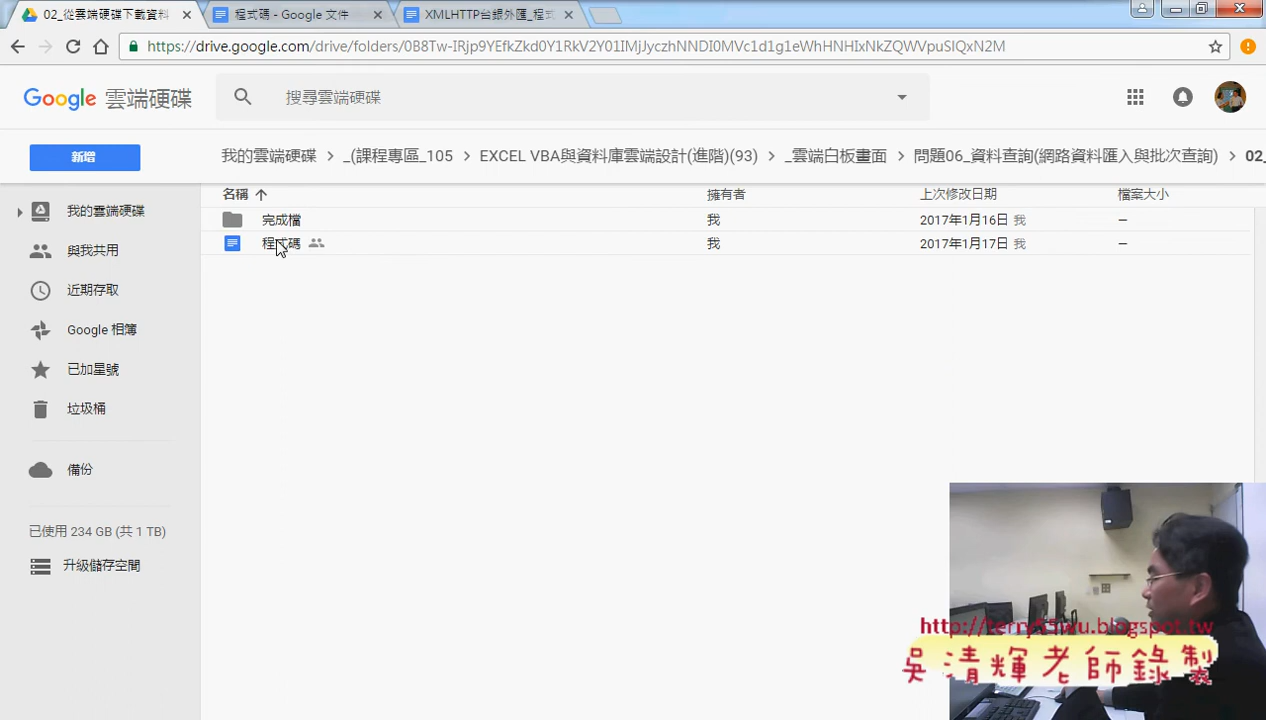 02_從雲端硬碟下載資料
程式碼 - Google 文件
XMLHTTP台銀外匯_程式
https://drive.google.com/drive/folders/0B8Tw-IRjp9YEfkZkd0Y1RkV2Y01IMjJyczhNNDI0MVc1d1g1eWhHNHIxNkZQWVpuSlQxN2M
Google 雲端硬碟
搜尋雲端硬碟
新增
我的雲端硬碟 > _(課程專區_105 > EXCEL VBA與資料庫雲端設計(進階)(93) > _雲端白板畫面 > 問題06_資料查詢(網路資料匯入與批次查詢) > 02_
名稱 擁有者 上次修改日期 檔案大小
完成檔 我 2017年1月16日 我 –
程式碼 我 2017年1月17日 我 –
我的雲端硬碟
與我共用
近期存取
Google 相簿
已加星號
垃圾桶
備份
已使用 234 GB (共 1 TB)
升級儲存空間
http://terry55wu.blogspot.tw
吳清輝老師錄製